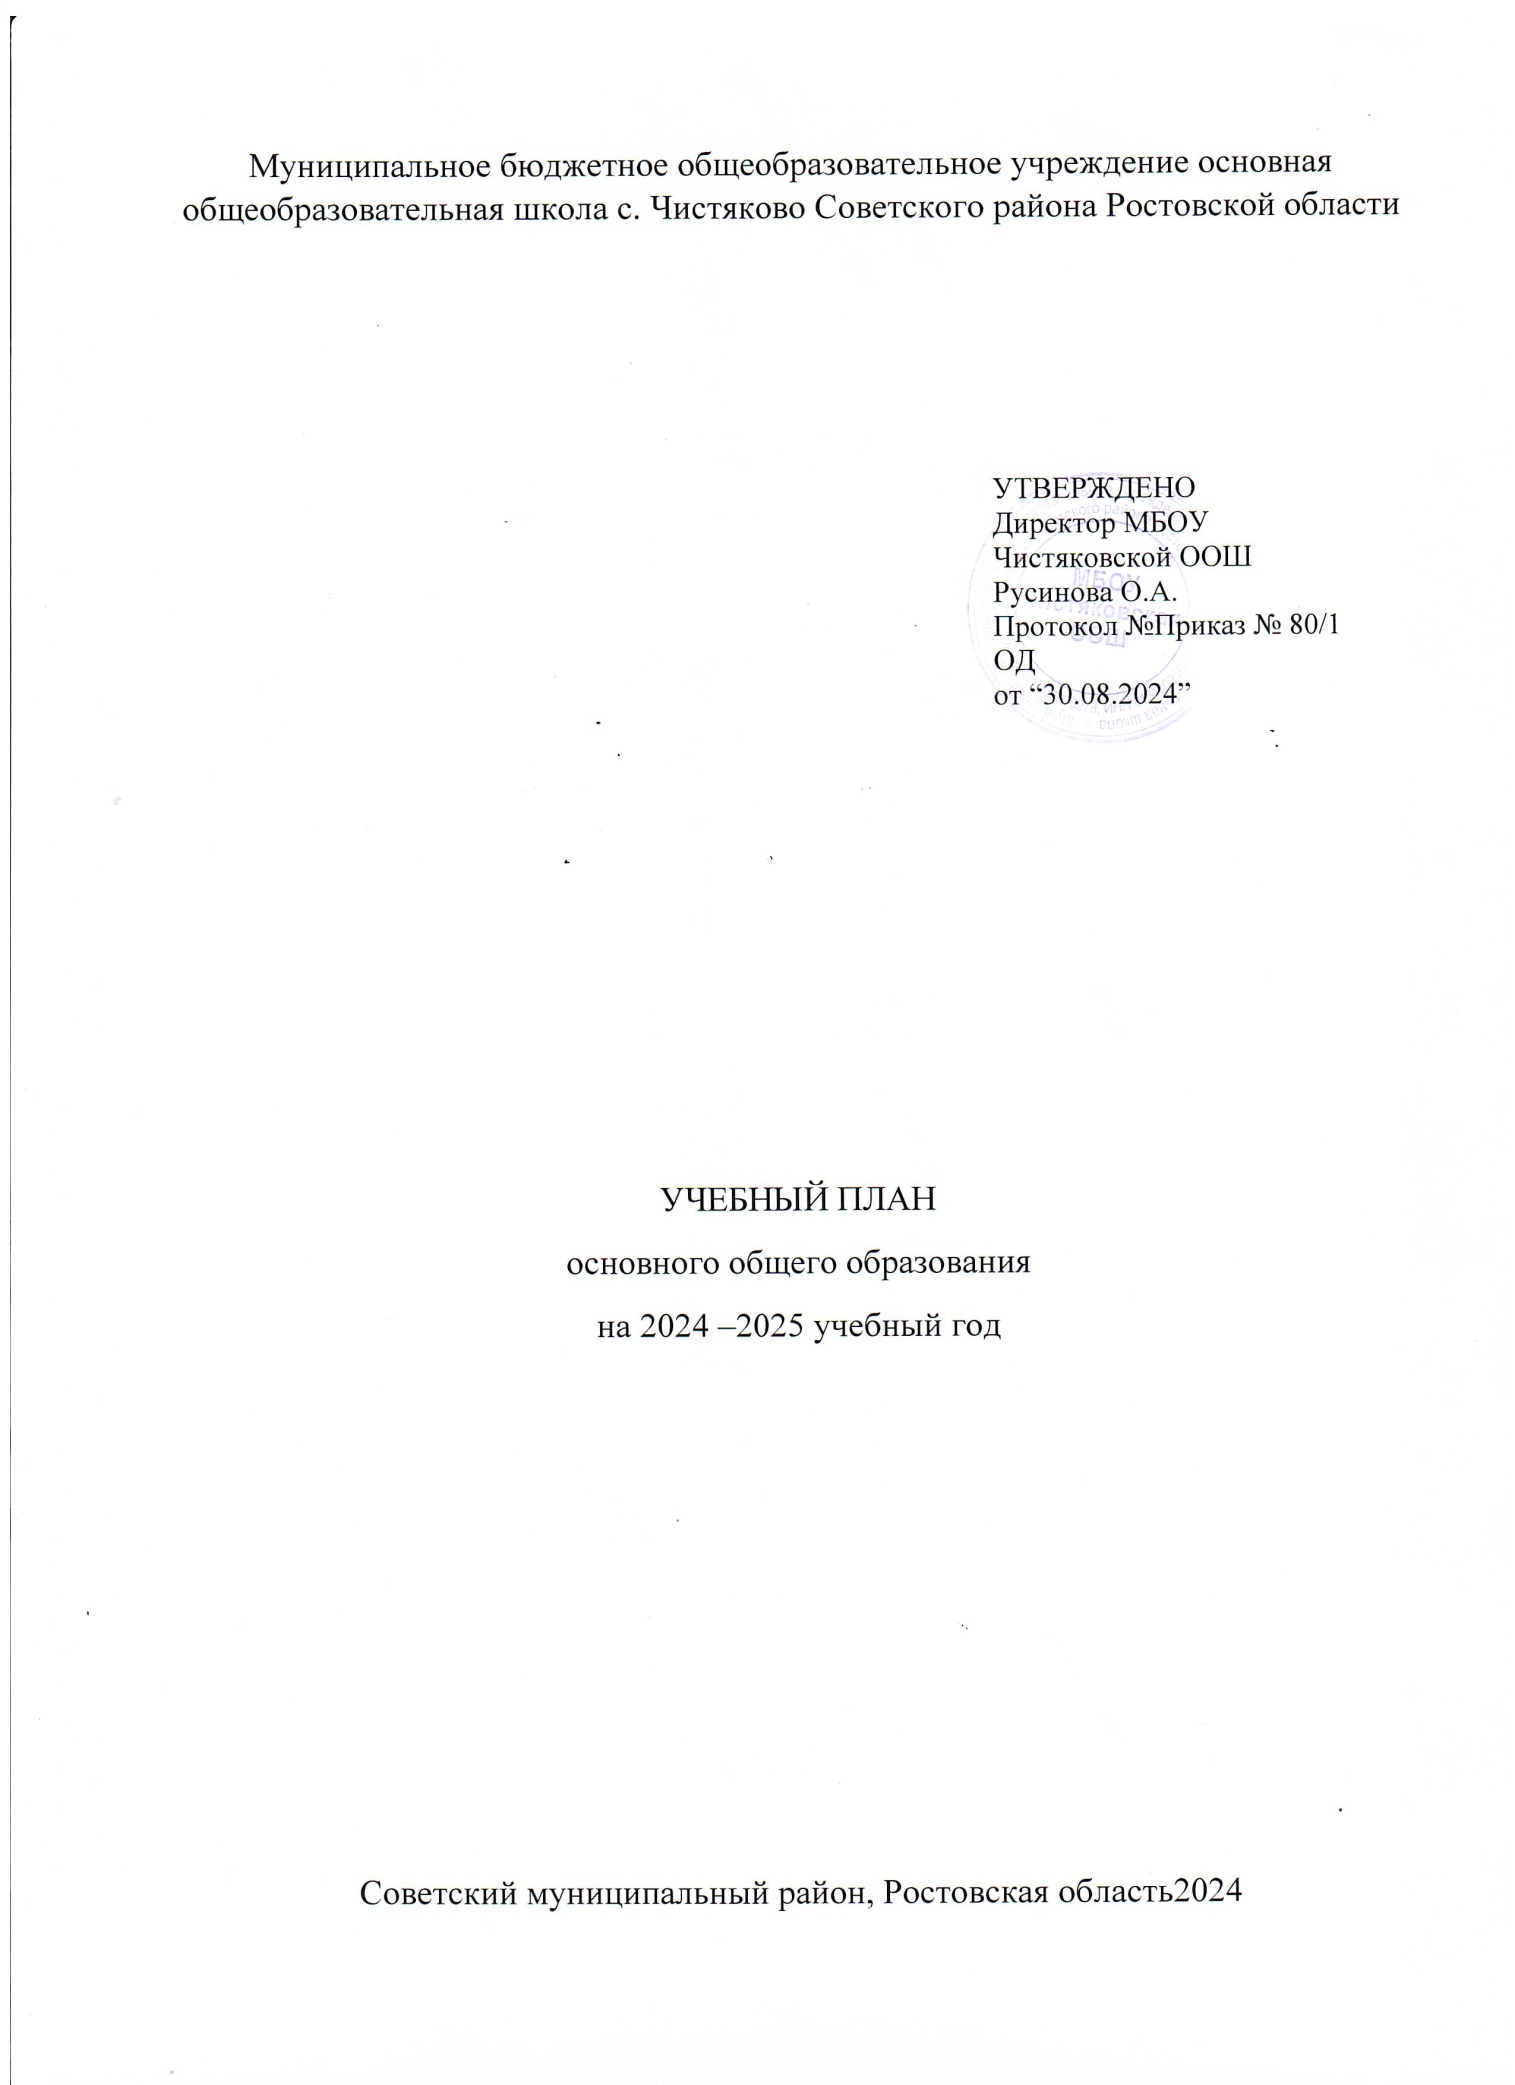 Муниципальное бюджетное общеобразовательное учреждение основная
общеобразовательная школа с. Чистяково Советского района Ростовской области
УТВЕРЖДЕНО
Директор МБОУ
Чистяковской ООШ
Русинова О.А.
Протокол №Приказ № 80/1
ОД
от “30.08.2024”
МБОУ
ООШ
УЧЕБНЫЙ ПЛАН
основного общего образования
на 2024 –2025 учебный год
Советский муниципальный район, Ростовская область2024